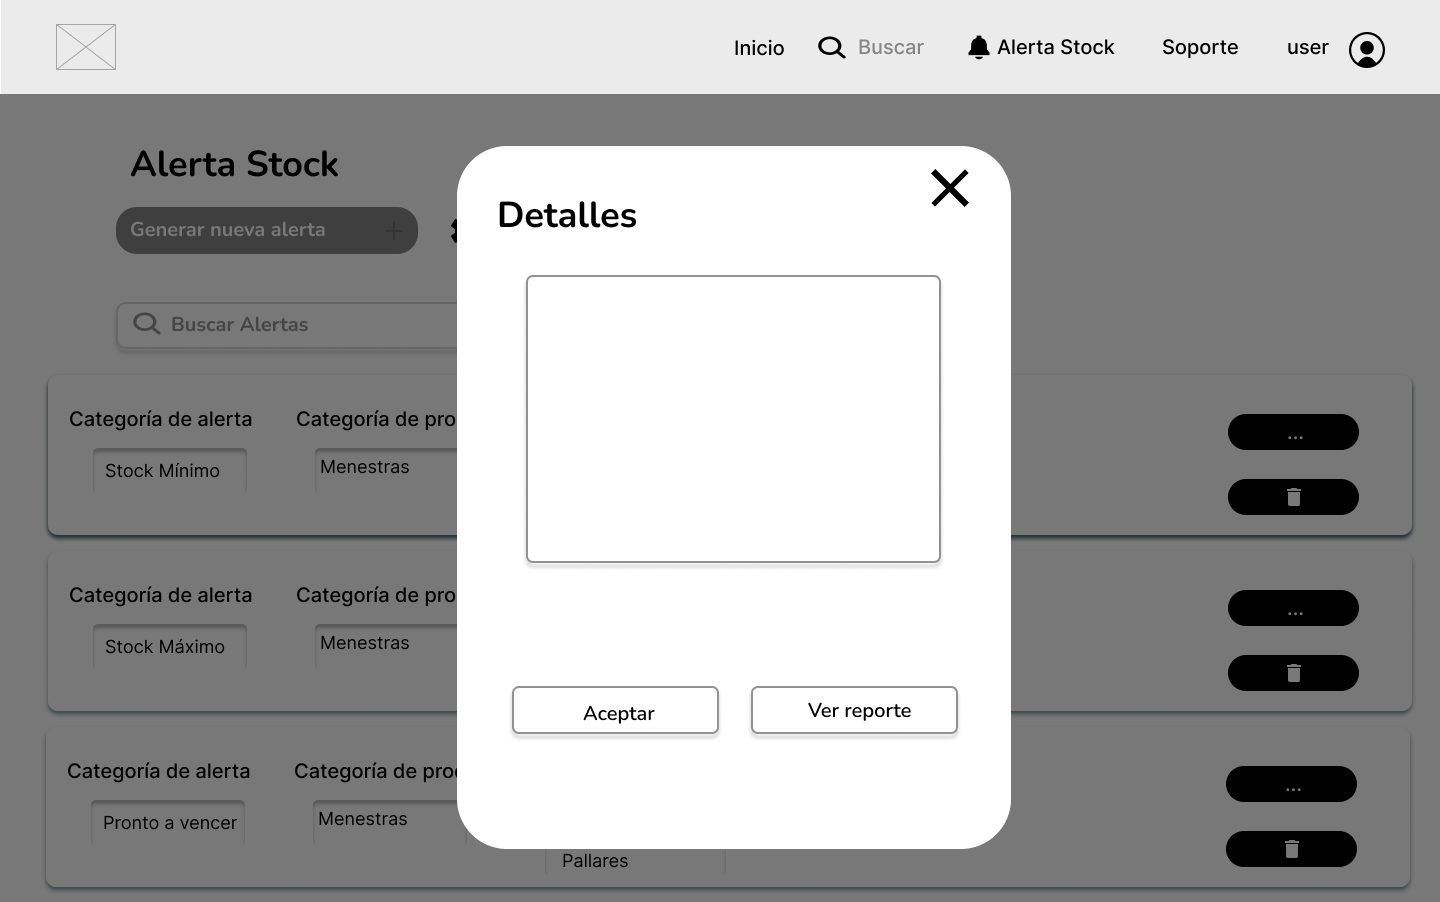 Inicio
Buscar
Alerta Stock
Soporte
user
Alerta Stock
Generar nueva alerta
Buscar Alertas
Detalles
Aceptar
Ver reporte
Categoría de alerta
Categoría de pro
Stock Mínimo
Menestras
...
Categoría de alerta
Categoría de pro
Stock Máximo
Menestras
...
Categoría de alerta
Categoría de pro
Pronto a vencer
Menestras
Pallares
...